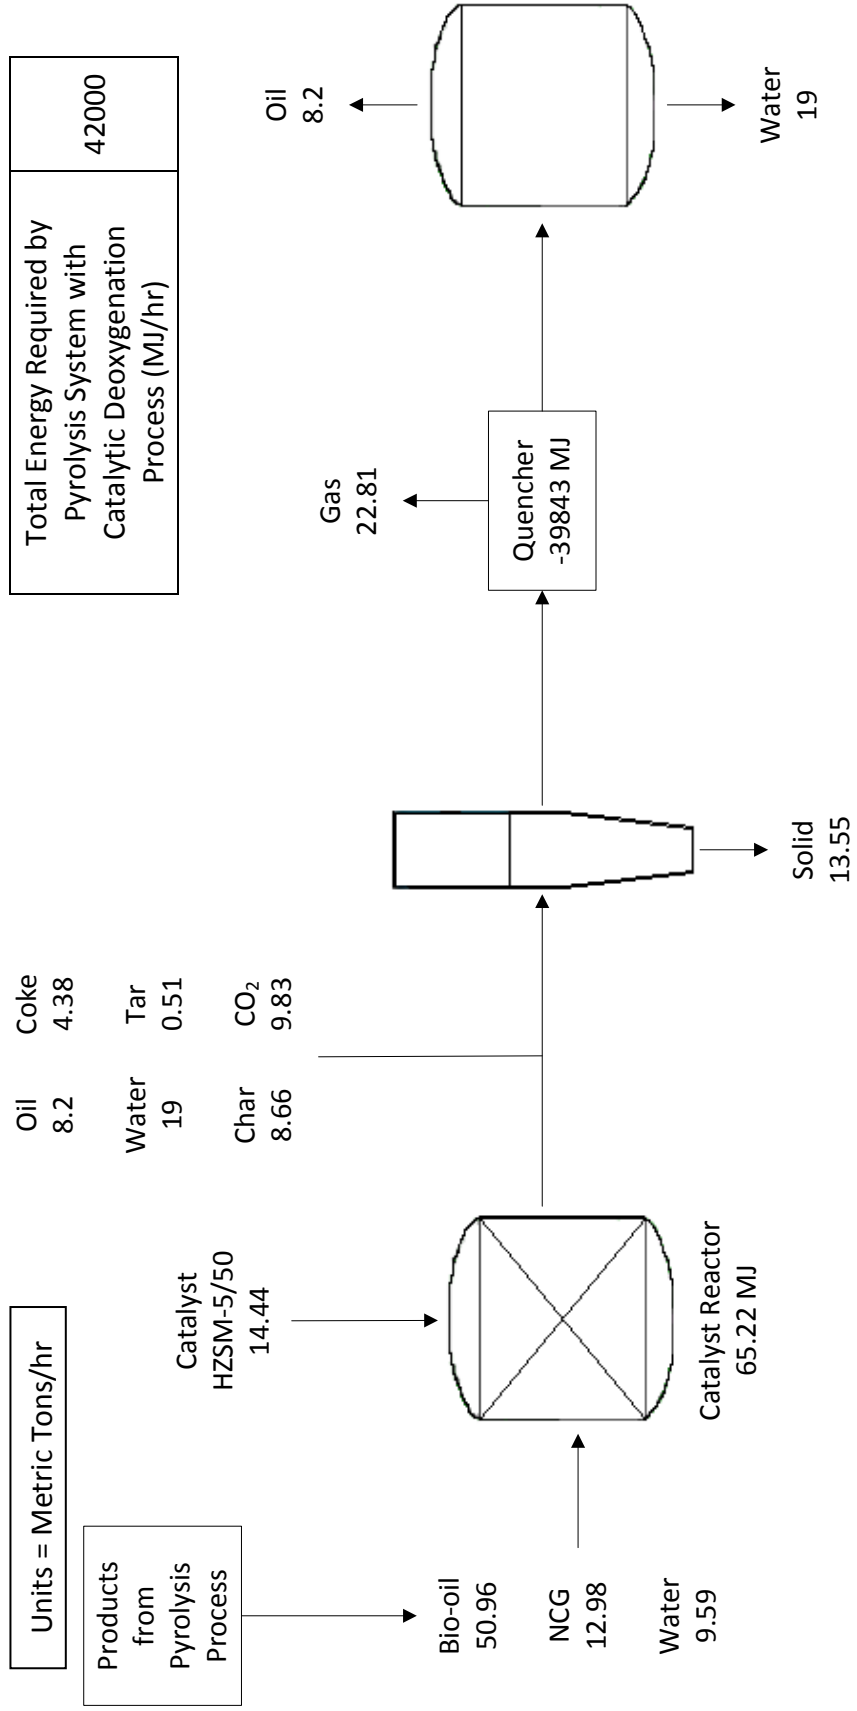 Units = Metric Tons/hr
Total Energy Required by
Pyrolysis System with
Catalytic Deoxygenation
Process (MJ/hr)
42000
Products
from
Pyrolysis
Process
Bio-oil
50.96
NCG
12.98
Water
9.59
Catalyst
HZSM-5/50
14.44
Catalyst Reactor
65.22 MJ
Oil
8.2
Coke
4.38
Water
19
Tar
0.51
Char
8.66
CO₂
9.83
Solid
13.55
Gas
22.81
Quencher
-39843 MJ
Oil
8.2
Water
19